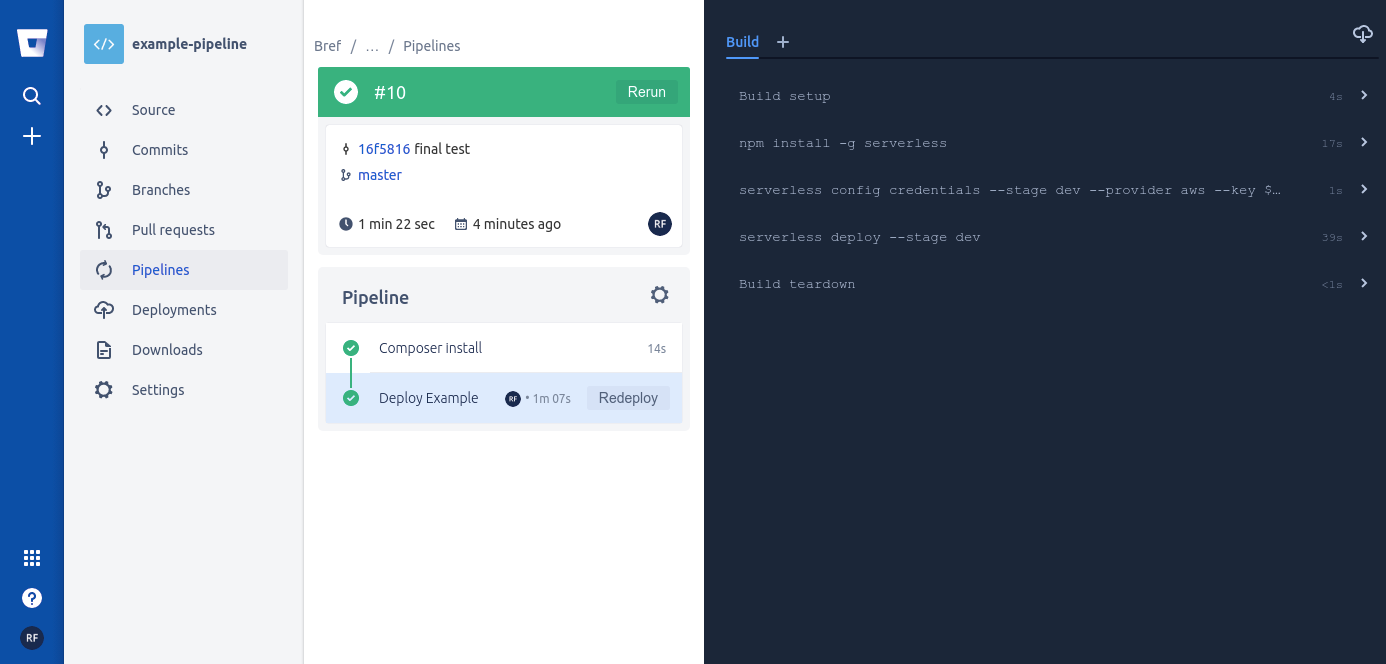 </> example-pipeline
Source
Commits
Branches
Pull requests
Pipelines
Deployments
Downloads
Settings
?
RF
Bref / ... / Pipelines
#10 Rerun
16f5816 final test
master
1 min 22 sec 4 minutes ago RF
Pipeline
Composer install 14s
Deploy Example RF • 1m 07s Redeploy
Build +
Build setup 4s
npm install -g serverless 17s
serverless config credentials --stage dev --provider aws --key $… 1s
serverless deploy --stage dev 39s
Build teardown <1s